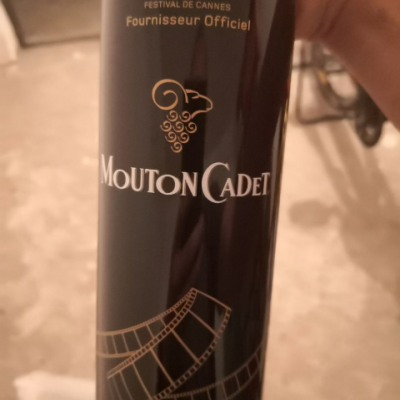 FESTIVAL DE CANNES
Fournisseur Officiel
MOUTON CADET